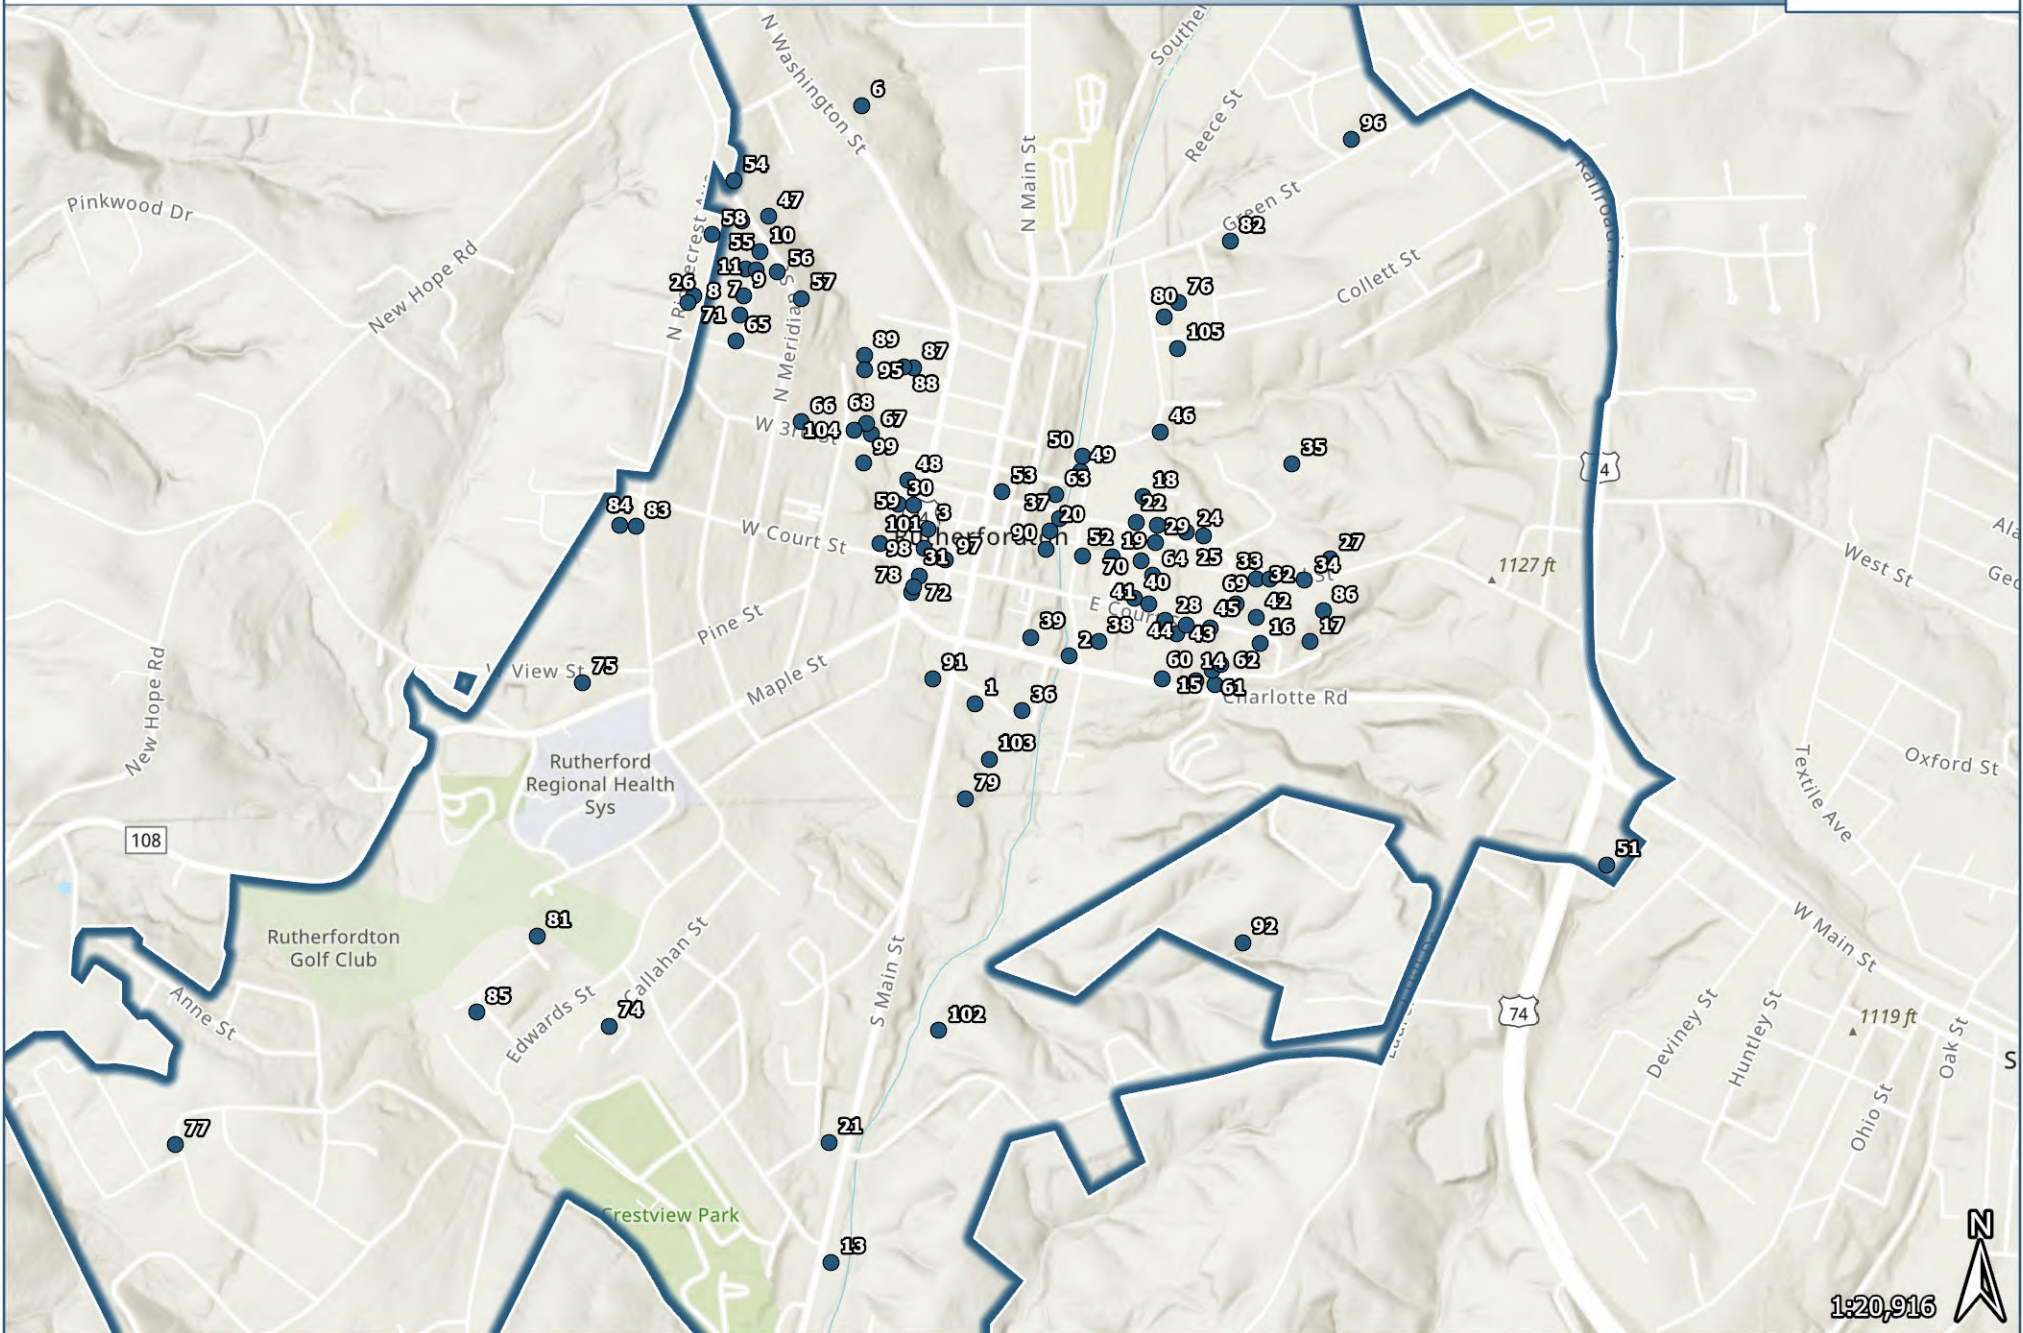 N Washington St
6
Souther
N Main St
Reece St
96
Railroad Ave
54
Pinkwood Dr
47
58
Green St
82
55
10
New Hope Rd
11
56
9
Collett St
26
8
7
57
80
76
71
65
105
N Meridian St
89
87
95
88
66
68
67
46
W 3rd St
104
99
50
49
35
48
53
63
18
59
30
37
22
84
83
3
20
101
29
24
W Court St
Rutherfordton
90
52
19
27
98
97
31
70
64
25
33
32
34
1127 ft
West St
78
72
41
40
69
86
E Court St
28
45
42
Pine St
39
2
38
44
43
16
17
View St
75
91
60
14
62
Maple St
1
36
15
61
Charlotte Rd
New Hope Rd
103
Rutherford
Regional Health
Sys
79
Textile Ave
Oxford St
108
51
81
92
W Main St
Rutherfordton
Golf Club
Callahan St
S Main St
85
Anne St
Edwards St
74
102
74
Deviney St
Huntley St
1119 ft
Oak St
S
77
21
Ohio St
Crestview Park
13
N
1:20,916